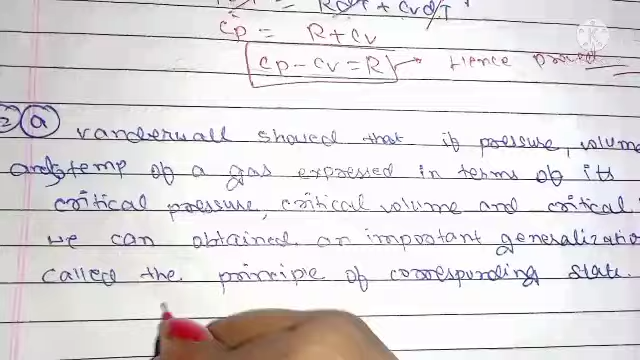 RdT + CvdT
Cp = R + Cv
Cp - Cv = R → Hence proved
2 a vanderwall showed that if pressure, volume
and temp of a gas expressed in terms of its
critical pressure, critical volume and critical
we can obtained an important generalization
called the principle of corresponding state.